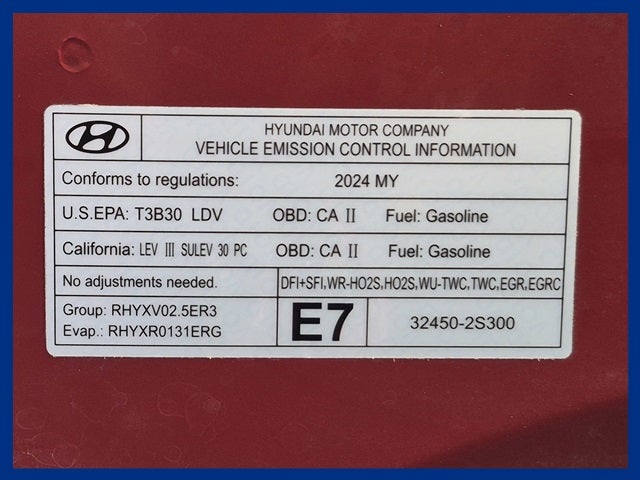 HYUNDAI MOTOR COMPANY
VEHICLE EMISSION CONTROL INFORMATION
Conforms to regulations: 2024 MY
U.S.EPA: T3B30 LDV OBD: CA II Fuel: Gasoline
California: LEV III SULEV 30 PC OBD: CA II Fuel: Gasoline
No adjustments needed. DFI+SFI,WR-HO2S,HO2S,WU-TWC,TWC,EGR,EGRC
Group: RHYXV02.5ER3
Evap.: RHYXR0131ERG
E7
32450-2S300